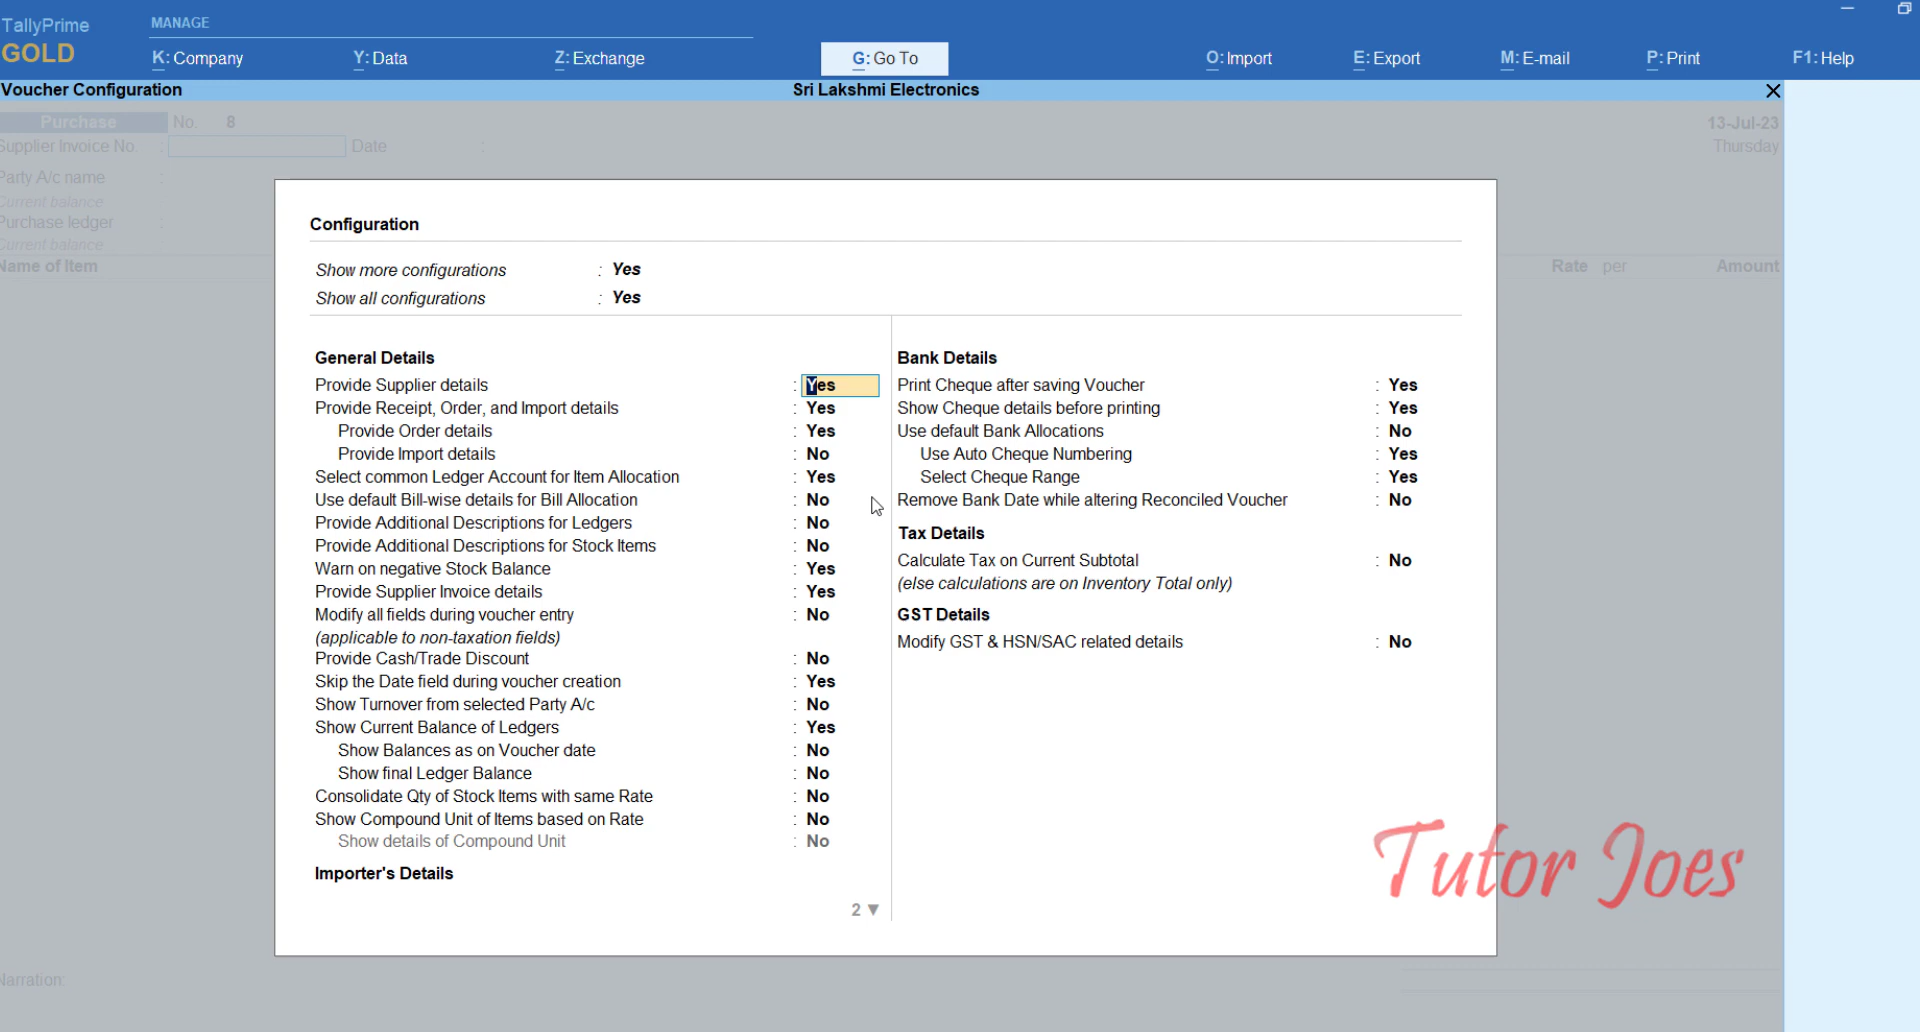 TallyPrime
GOLD
MANAGE
K: Company
Y: Data
Z: Exchange
G: Go To
O: Import
E: Export
M: E-mail
P: Print
F1: Help
Voucher Configuration
Sri Lakshmi Electronics
Purchase No. 8
13-Jul-23
Supplier Invoice No. : Date :
Thursday
Party A/c name :
Current balance
Purchase ledger :
Current balance
Name of Item
Rate per Amount
Configuration
Show more configurations : Yes
Show all configurations : Yes
General Details
Provide Supplier details : Yes
Provide Receipt, Order, and Import details : Yes
Provide Order details : Yes
Provide Import details : No
Select common Ledger Account for Item Allocation : Yes
Use default Bill-wise details for Bill Allocation : No
Provide Additional Descriptions for Ledgers : No
Provide Additional Descriptions for Stock Items : No
Warn on negative Stock Balance : Yes
Provide Supplier Invoice details : Yes
Modify all fields during voucher entry : No
(applicable to non-taxation fields)
Provide Cash/Trade Discount : No
Skip the Date field during voucher creation : Yes
Show Turnover from selected Party A/c : No
Show Current Balance of Ledgers : Yes
Show Balances as on Voucher date : No
Show final Ledger Balance : No
Consolidate Qty of Stock Items with same Rate : No
Show Compound Unit of Items based on Rate : No
Show details of Compound Unit : No
Importer's Details
2 ▼
Bank Details
Print Cheque after saving Voucher : Yes
Show Cheque details before printing : Yes
Use default Bank Allocations : No
Use Auto Cheque Numbering : Yes
Select Cheque Range : Yes
Remove Bank Date while altering Reconciled Voucher : No
Tax Details
Calculate Tax on Current Subtotal : No
(else calculations are on Inventory Total only)
GST Details
Modify GST & HSN/SAC related details : No
Tutor Joes
Narration: